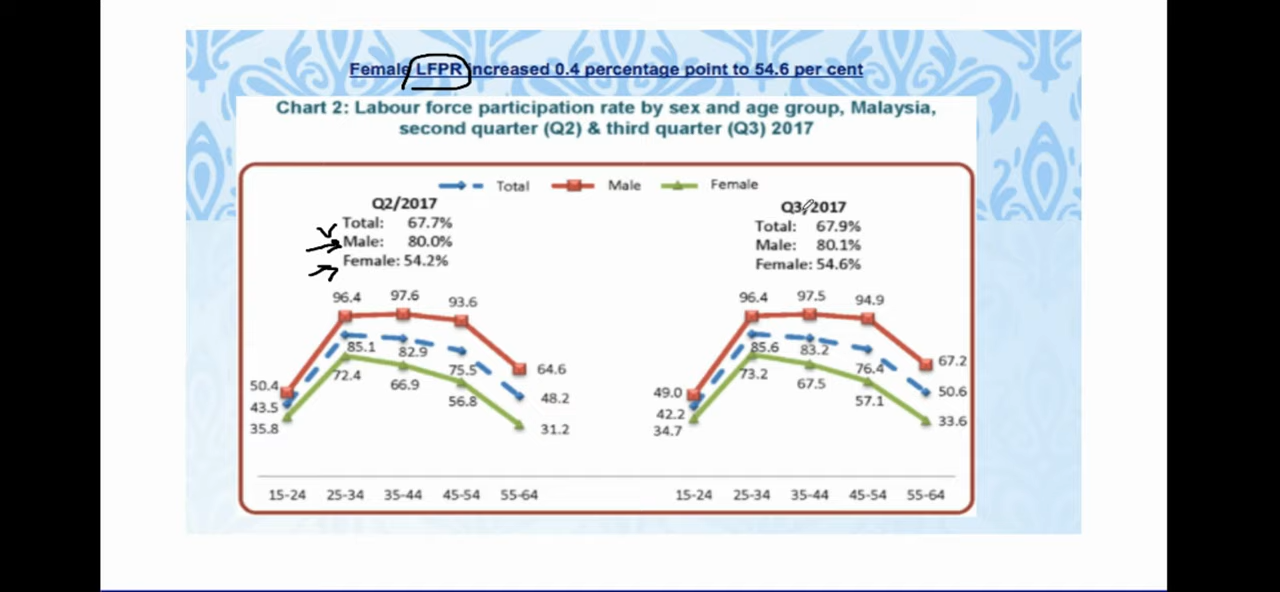 Female LFPR increased 0.4 percentage point to 54.6 per cent
Chart 2: Labour force participation rate by sex and age group, Malaysia,
second quarter (Q2) & third quarter (Q3) 2017
Total Male Female
Q2/2017
Total: 67.7%
Male: 80.0%
Female: 54.2%
96.4 97.6 93.6
85.1 82.9 75.5
72.4 66.9 56.8
50.4
43.5
35.8
64.6
48.2
31.2
15-24 25-34 35-44 45-54 55-64
Q3/2017
Total: 67.9%
Male: 80.1%
Female: 54.6%
96.4 97.5 94.9
85.6 83.2 76.4
73.2 67.5 57.1
49.0
42.2
34.7
67.2
50.6
33.6
15-24 25-34 35-44 45-54 55-64